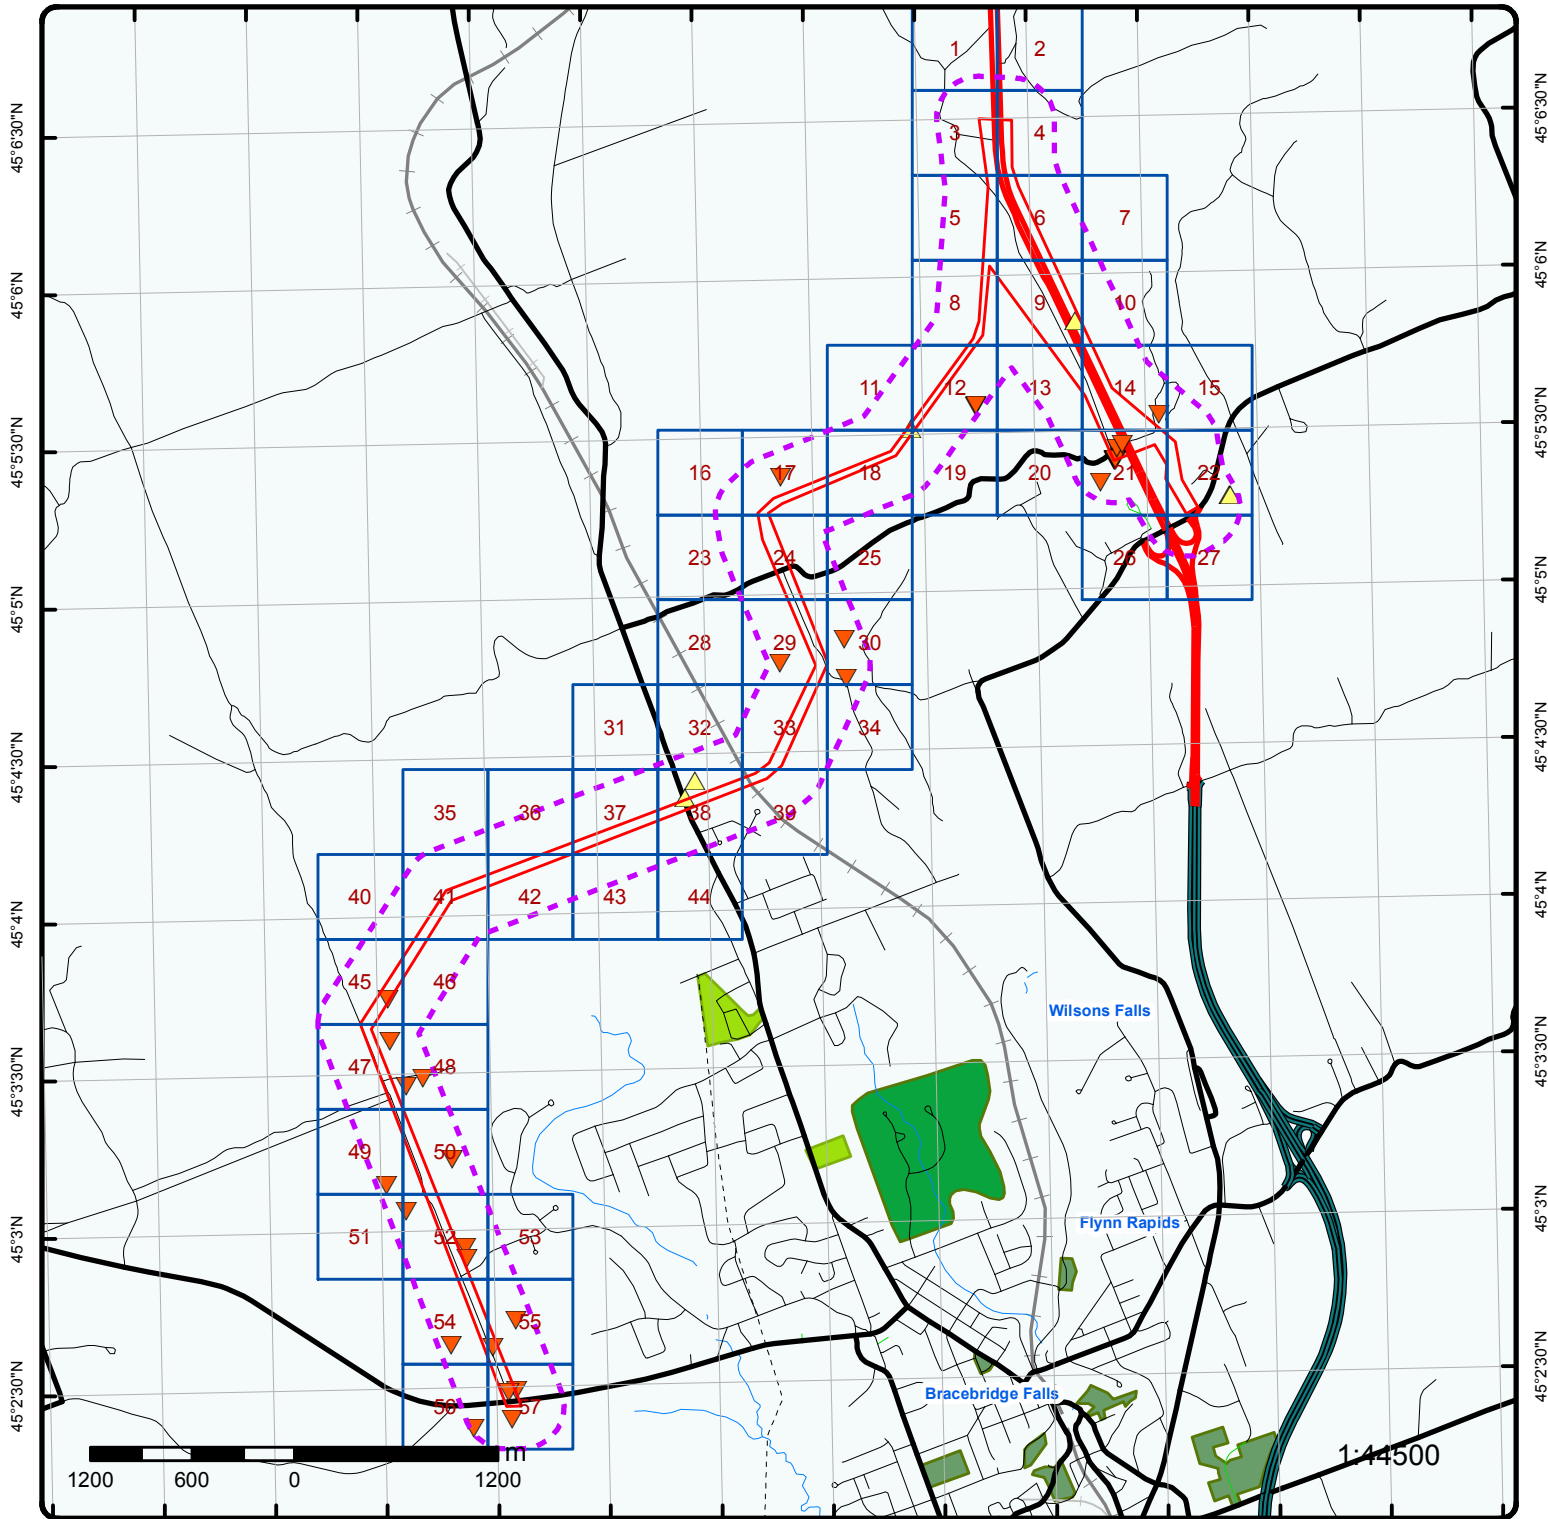 1 2
3 4
5 6 7
8 9 10
11 12 13 14 15
16 17 18 19 20 21 22
23 24 25 26 27
28 29 30
31 32 33 34
35 36 37 38 39
40 41 42 43 44
45 46
47 48
49 50
51 52 53
54 55
56 57
45°6'30"N
45°6'N
45°5'30"N
45°5'N
45°4'30"N
45°4'N
45°3'30"N
45°3'N
45°2'30"N
45°6'30"N
45°6'N
45°5'30"N
45°5'N
45°4'30"N
45°4'N
45°3'30"N
45°3'N
45°2'30"N
Wilsons Falls
Flynn Rapids
Bracebridge Falls
m
1200 600 0 1200
1:44500